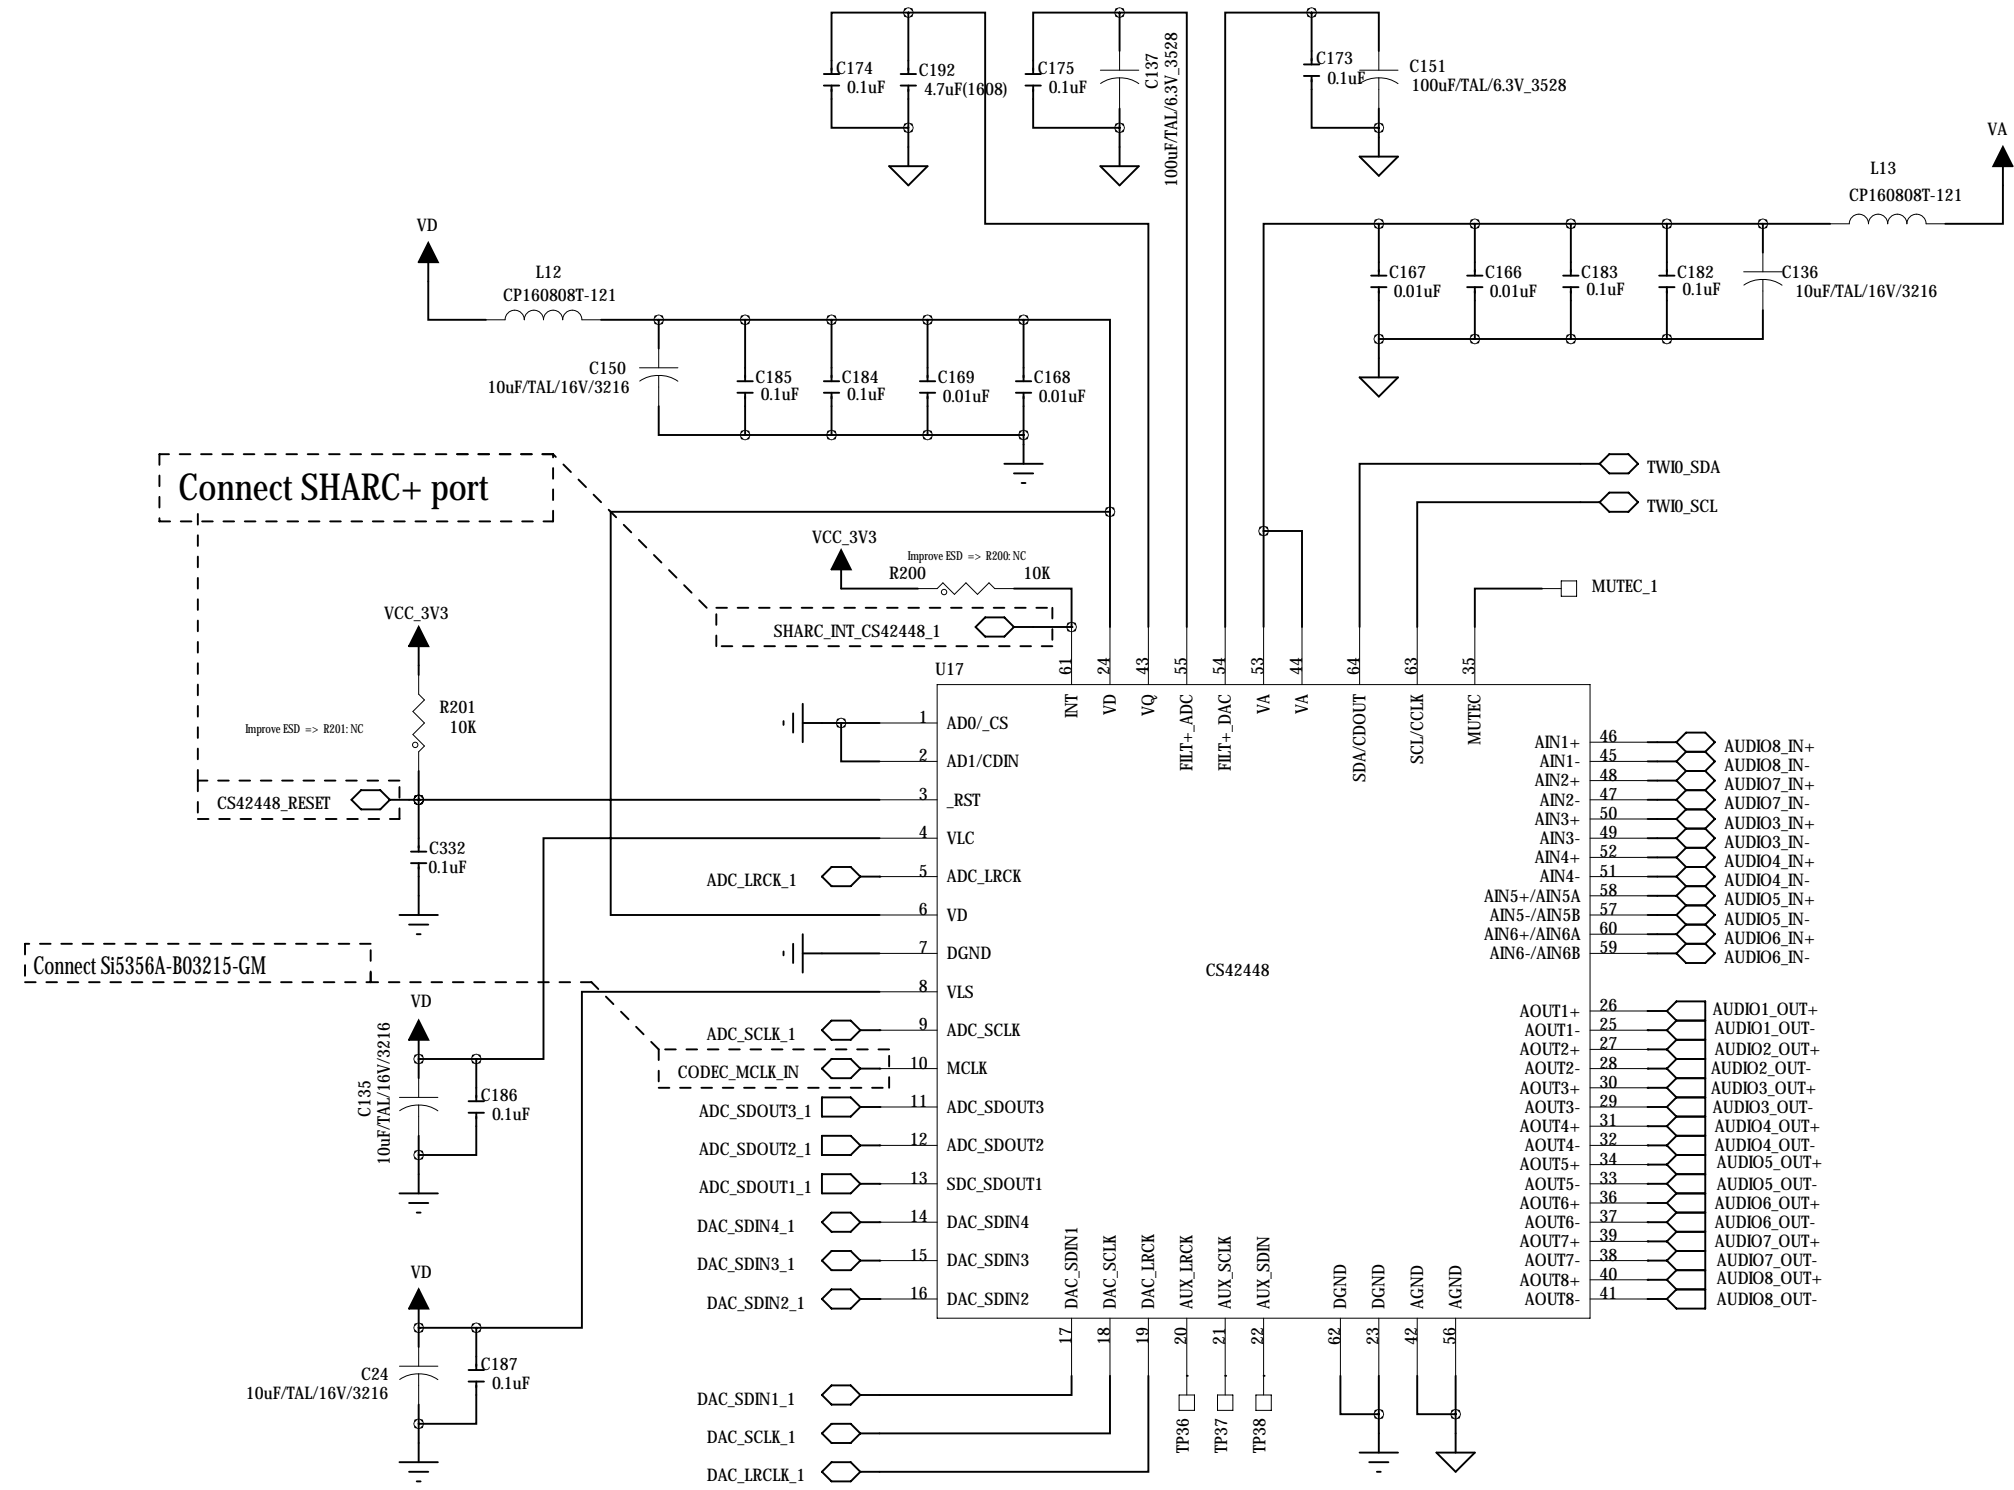 C174
0.1uF
C192
4.7uF(1608)
C175
0.1uF
C137
100uF/TAL/6.3V_3528
C173
0.1uF
C151
100uF/TAL/6.3V_3528
VA
L13
CP160808T-121
VD
L12
CP160808T-121
C167
0.01uF
C166
0.01uF
C183
0.1uF
C182
0.1uF
C136
10uF/TAL/16V/3216
C150
10uF/TAL/16V/3216
C185
0.1uF
C184
0.1uF
C169
0.01uF
C168
0.01uF
Connect SHARC+ port
TWI0_SDA
TWI0_SCL
VCC_3V3
Improve ESD => R200: NC
R200
10K
MUTEC_1
SHARC_INT_CS42448_1
VCC_3V3
R201
10K
Improve ESD => R201: NC
CS42448_RESET
C332
0.1uF
Connect Si5356A-B03215-GM
VD
C135
10uF/TAL/16V/3216
C186
0.1uF
VD
C24
10uF/TAL/16V/3216
C187
0.1uF
U17
CS42448
61 INT
24 VD
43 VQ
55 FILT+_ADC
54 FILT+_DAC
53 VA
44 VA
64 SDA/CDOUT
63 SCL/CCLK
35 MUTEC
1 AD0/_CS
2 AD1/CDIN
3 _RST
4 VLC
ADC_LRCK_1 5 ADC_LRCK
6 VD
7 DGND
8 VLS
ADC_SCLK_1 9 ADC_SCLK
CODEC_MCLK_IN 10 MCLK
ADC_SDOUT3_1 11 ADC_SDOUT3
ADC_SDOUT2_1 12 ADC_SDOUT2
ADC_SDOUT1_1 13 SDC_SDOUT1
DAC_SDIN4_1 14 DAC_SDIN4
DAC_SDIN3_1 15 DAC_SDIN3
DAC_SDIN2_1 16 DAC_SDIN2
AIN1+ 46 AUDIO8_IN+
AIN1- 45 AUDIO8_IN-
AIN2+ 48 AUDIO7_IN+
AIN2- 47 AUDIO7_IN-
AIN3+ 50 AUDIO3_IN+
AIN3- 49 AUDIO3_IN-
AIN4+ 52 AUDIO4_IN+
AIN4- 51 AUDIO4_IN-
AIN5+/AIN5A 58 AUDIO5_IN+
AIN5-/AIN5B 57 AUDIO5_IN-
AIN6+/AIN6A 60 AUDIO6_IN+
AIN6-/AIN6B 59 AUDIO6_IN-
AOUT1+ 26 AUDIO1_OUT+
AOUT1- 25 AUDIO1_OUT-
AOUT2+ 27 AUDIO2_OUT+
AOUT2- 28 AUDIO2_OUT-
AOUT3+ 30 AUDIO3_OUT+
AOUT3- 29 AUDIO3_OUT-
AOUT4+ 31 AUDIO4_OUT+
AOUT4- 32 AUDIO4_OUT-
AOUT5+ 34 AUDIO5_OUT+
AOUT5- 33 AUDIO5_OUT-
AOUT6+ 36 AUDIO6_OUT+
AOUT6- 37 AUDIO6_OUT-
AOUT7+ 39 AUDIO7_OUT+
AOUT7- 38 AUDIO7_OUT-
AOUT8+ 40 AUDIO8_OUT+
AOUT8- 41 AUDIO8_OUT-
DAC_SDIN1 17
DAC_SCLK 18
DAC_LRCK 19
AUX_LRCK 20
AUX_SCLK 21
AUX_SDIN 22
DGND 62
DGND 23
AGND 42
AGND 56
DAC_SDIN1_1
DAC_SCLK_1
DAC_LRCLK_1
TP36
TP37
TP38